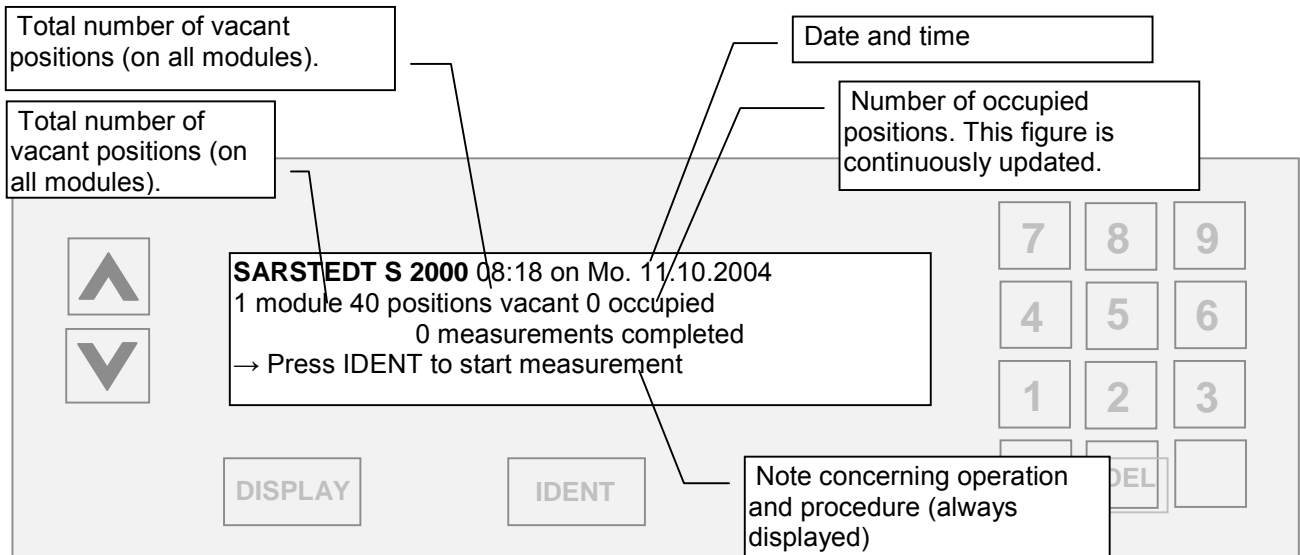 Total number of vacant
positions (on all modules).
Date and time
Total number of
vacant positions (on
all modules).
Number of occupied
positions. This figure is
continuously updated.
SARSTEDT S 2000 08:18 on Mo. 11.10.2004
1 module 40 positions vacant 0 occupied
0 measurements completed
→ Press IDENT to start measurement
7 8 9
4 5 6
1 2 3
DISPLAY
IDENT
Note concerning operation
and procedure (always
displayed)
DEL